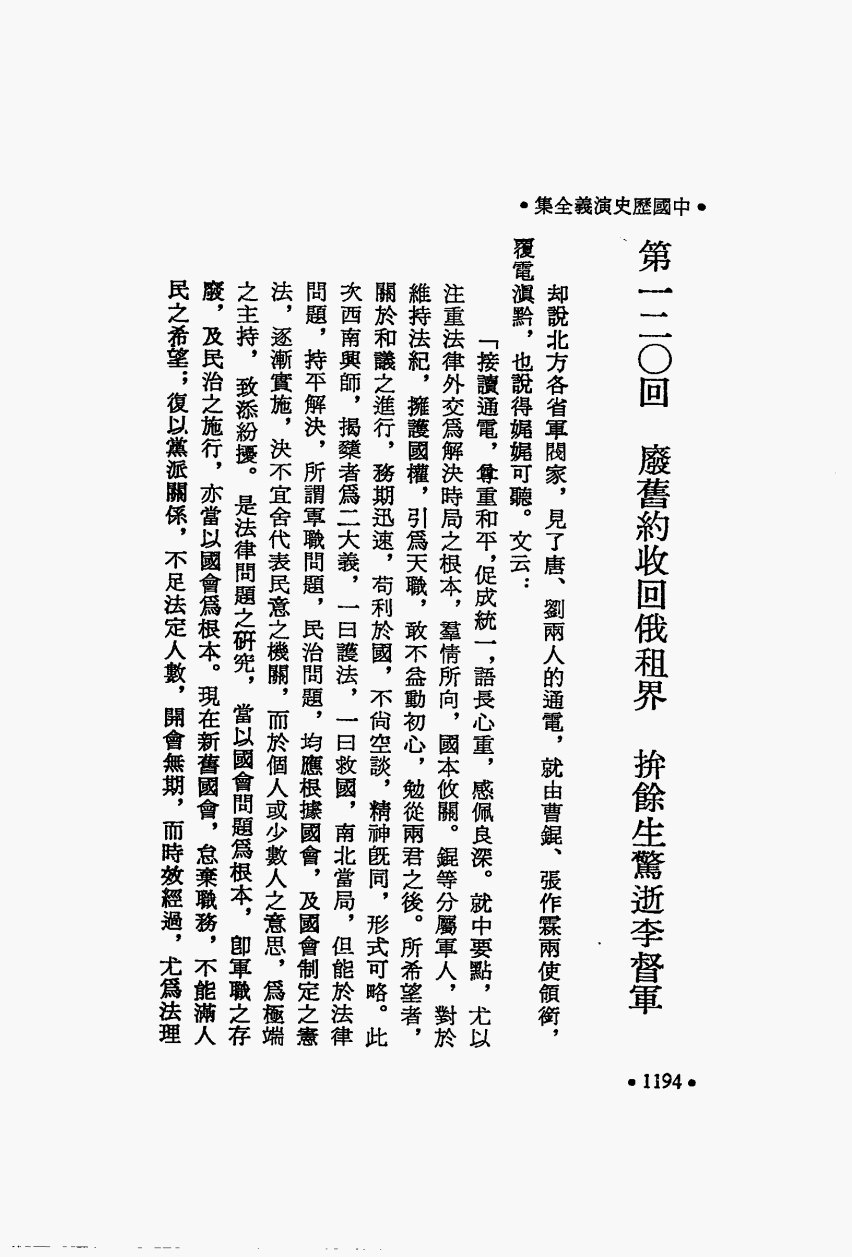 •中國歷史演義全集•
第一二〇回　廢舊約收回俄租界　拚餘生驚逝李督軍
却說北方各省軍閥家，見了唐、劉兩人的通電，就由曹錕、張作霖兩使領銜，
覆電滇黔，也說得娓娓可聽。文云：
「接讀通電，尊重和平，促成統一，語長心重，感佩良深。就中要點，尤以
注重法律外交爲解決時局之根本，羣情所向，國本攸關。錕等分屬軍人，對於
維持法紀，擁護國權，引爲天職，敢不益動初心，勉從兩君之後。所希望者，
關於和議之進行，務期迅速，苟利於國，不尙空談，精神旣同，形式可略。此
次西南興師，揭櫫者爲二大義，一曰護法，一曰救國，南北當局，但能於法律
問題，持平解決，所謂軍職問題，民治問題，均應根據國會，及國會制定之憲
法，逐漸實施，決不宜舍代表民意之機關，而於個人或少數人之意思，爲極端
之主持，致添紛擾。是法律問題之研究，當以國會問題爲根本，卽軍職之存
廢，及民治之施行，亦當以國會爲根本。現在新舊國會，怠棄職務，不能滿人
民之希望；復以黨派關係，不足法定人數，開會無期，而時效經過，尤爲法理
•1194•